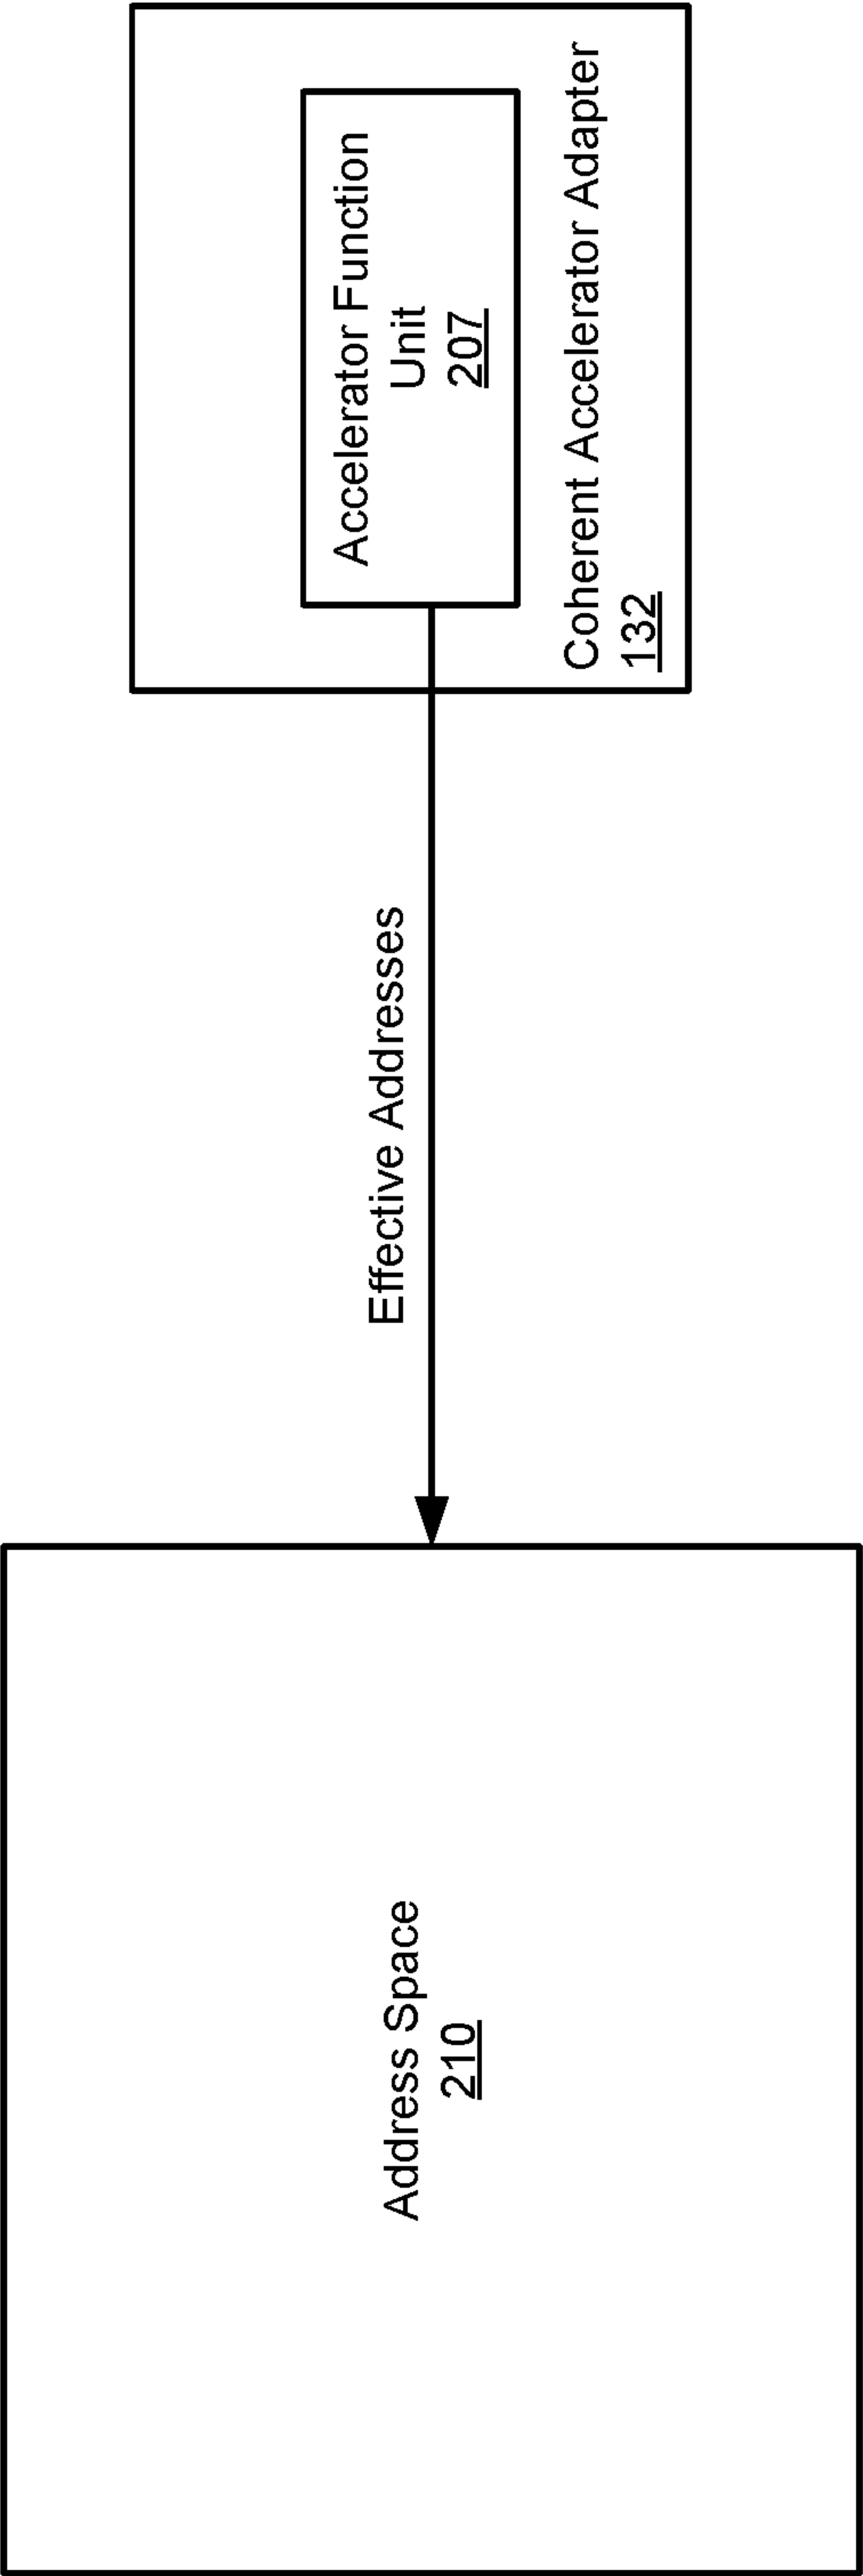 Address Space
210
Effective Addresses
Accelerator Function
Unit
207
Coherent Accelerator Adapter
132